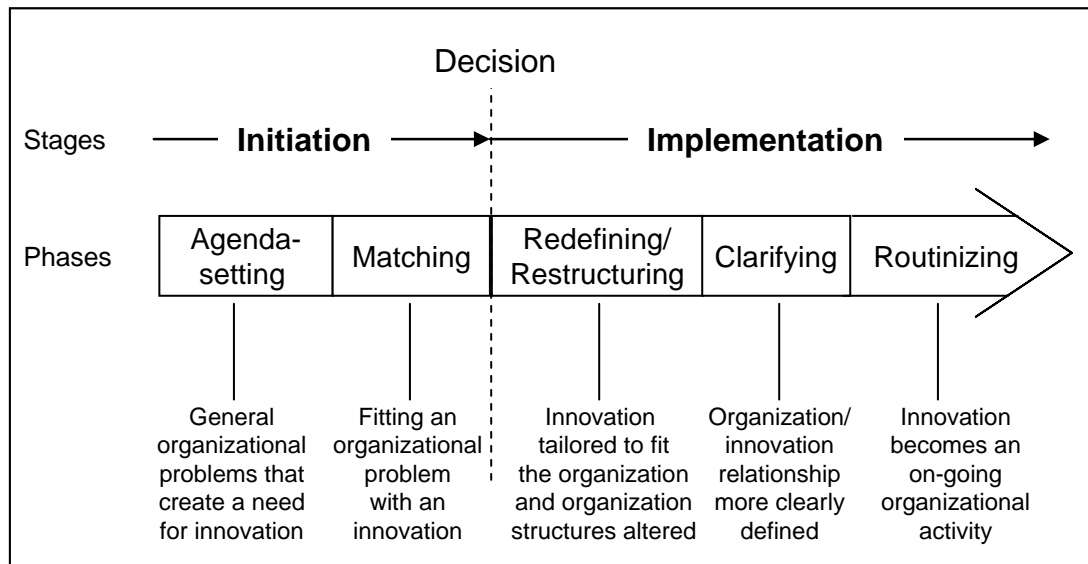 Decision
Stages
Initiation
Implementation
Phases
Agenda-
setting
Matching
Redefining/
Restructuring
Clarifying
Routinizing
General
organizational
problems that
create a need
for innovation
Fitting an
organizational
problem
with an
innovation
Innovation
tailored to fit
the organization
and organization
structures altered
Organization/
innovation
relationship
more clearly
defined
Innovation
becomes an
on-going
organizational
activity